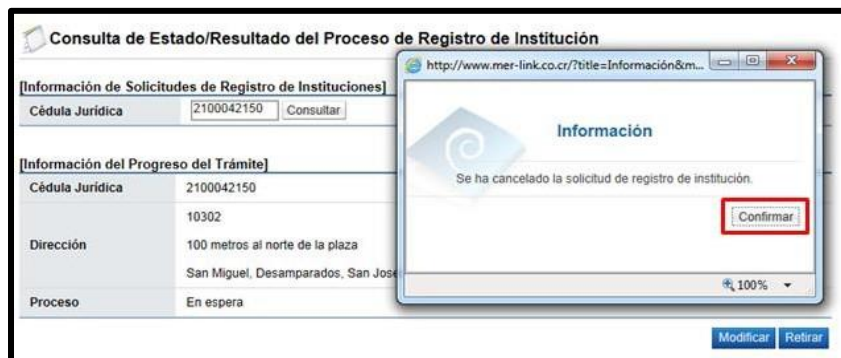 Consulta de Estado/Resultado del Proceso de Registro de Institución
http://www.mer-link.co.cr/?title=Información&m...
[Información de Solicitudes de Registro de Instituciones]
Cédula Jurídica 2100042150 Consultar
Información
Se ha cancelado la solicitud de registro de institución.
Confirmar
100%
[Información del Progreso del Trámite]
Cédula Jurídica 2100042150
Dirección
10302
100 metros al norte de la plaza
San Miguel, Desamparados, San Jose
Proceso En espera
Modificar Retirar